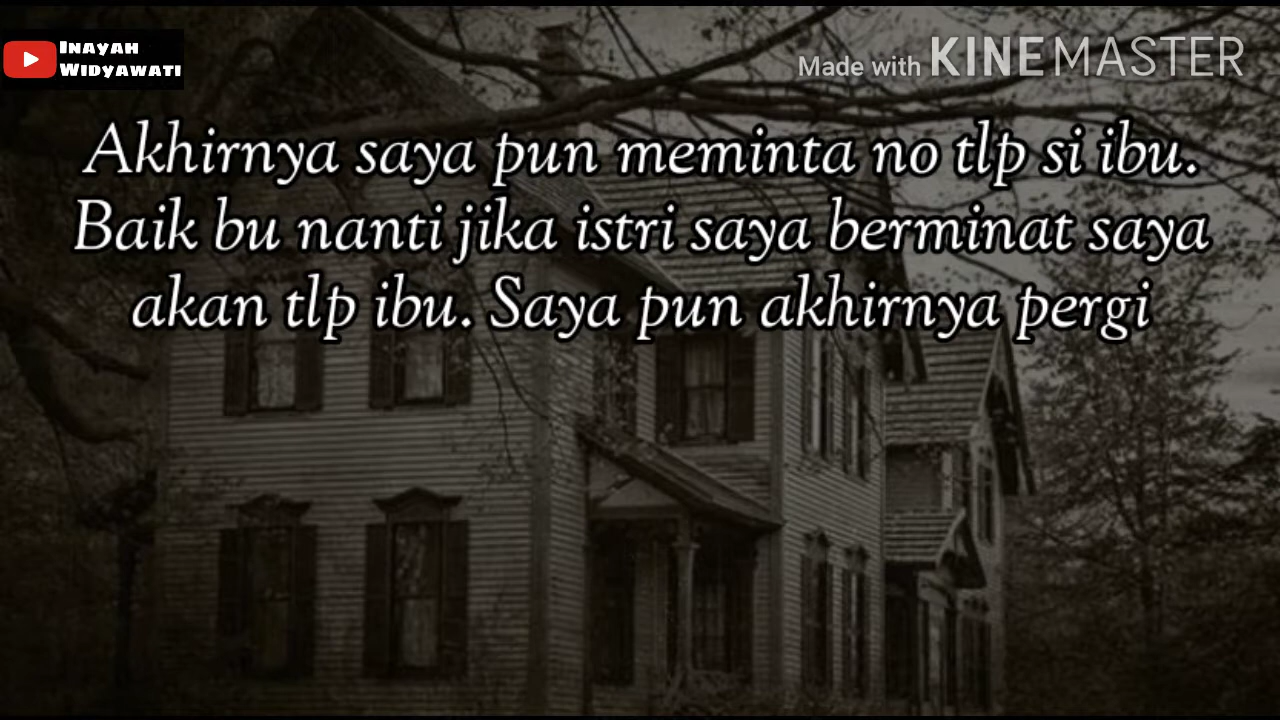 INAYAH
WIDYAWATI
Made with KINEMASTER
Akhirnya saya pun meminta no tlp si ibu.
Baik bu nanti jika istri saya berminat saya
akan tlp ibu. Saya pun akhirnya pergi